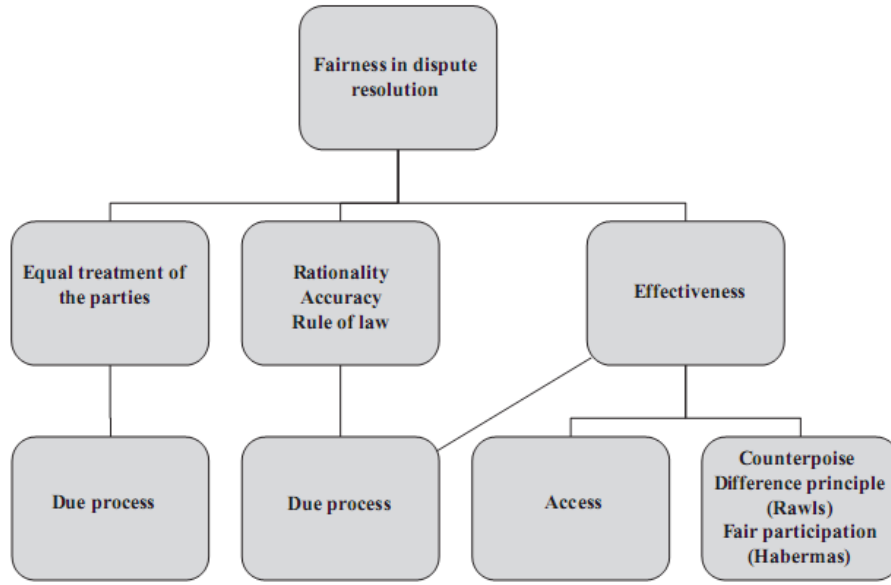 Fairness in dispute
resolution
Equal treatment of
the parties
Rationality
Accuracy
Rule of law
Effectiveness
Due process
Due process
Access
Counterpoise
Difference principle
(Rawls)
Fair participation
(Habermas)